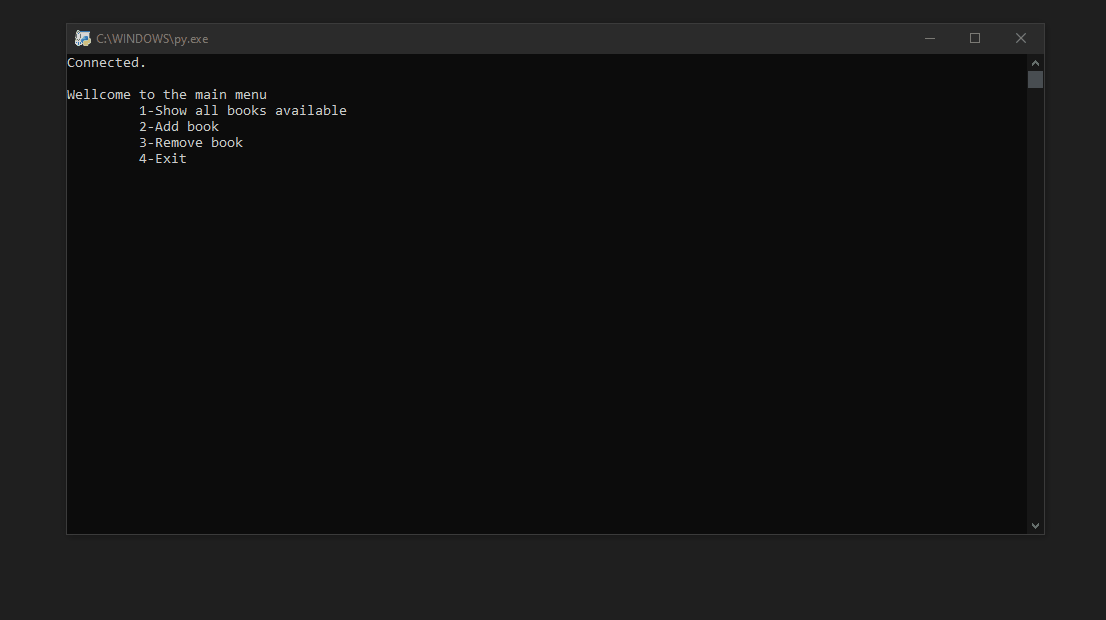 C:\WINDOWS\py.exe
Connected.
Wellcome to the main menu
1-Show all books available
2-Add book
3-Remove book
4-Exit